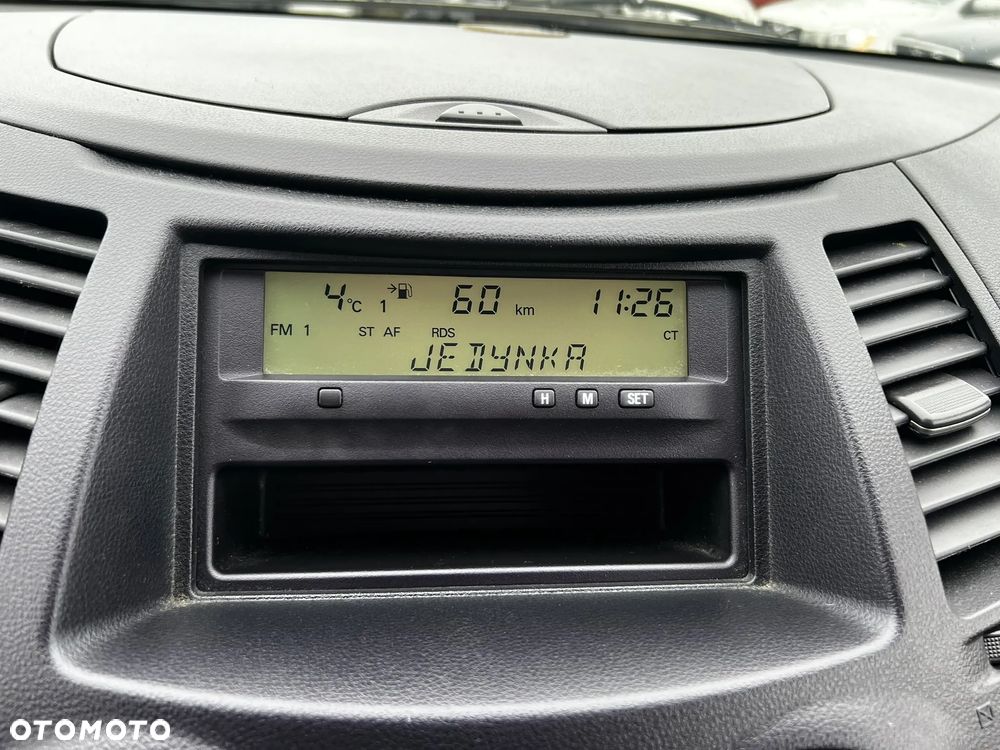 4°C 1 60 km 11:26
FM 1 ST AF RDS CT
JEDYNKA
H M SET
OTOMOTO